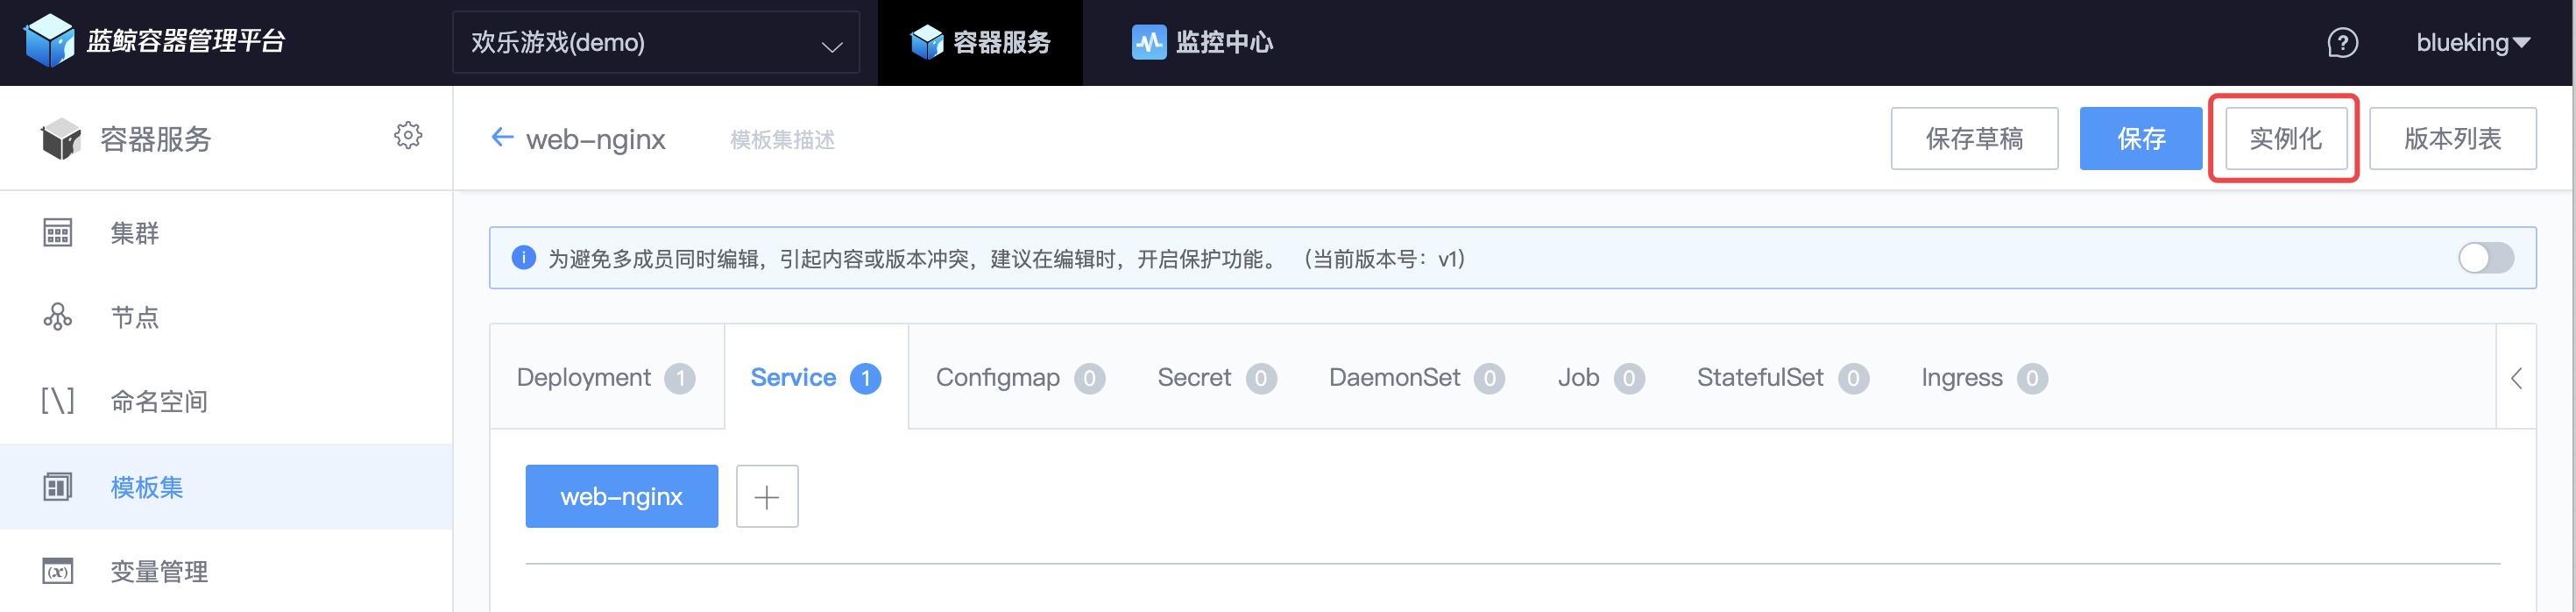 蓝鲸容器管理平台
欢乐游戏(demo)
容器服务
监控中心
blueking
容器服务
web-nginx
模板集描述
保存草稿
保存
实例化
版本列表
集群
节点
命名空间
模板集
变量管理
为避免多成员同时编辑，引起内容或版本冲突，建议在编辑时，开启保护功能。（当前版本号：v1）
Deployment 1
Service 1
Configmap 0
Secret 0
DaemonSet 0
Job 0
StatefulSet 0
Ingress 0
web-nginx